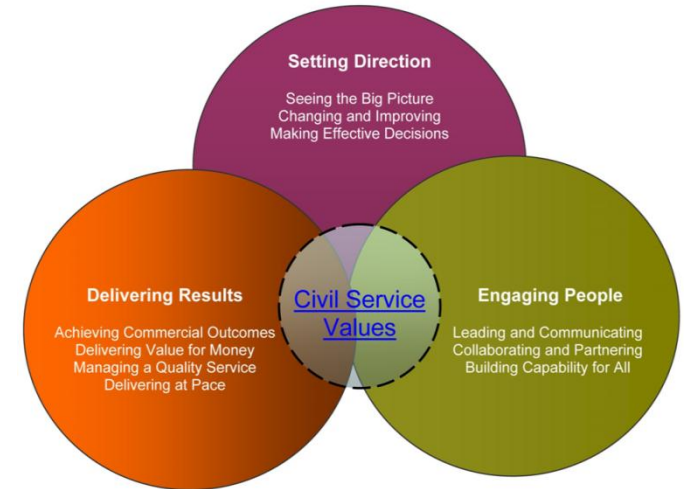 Setting Direction
Seeing the Big Picture
Changing and Improving
Making Effective Decisions
Delivering Results
Achieving Commercial Outcomes
Delivering Value for Money
Managing a Quality Service
Delivering at Pace
Civil Service
Values
Engaging People
Leading and Communicating
Collaborating and Partnering
Building Capability for All